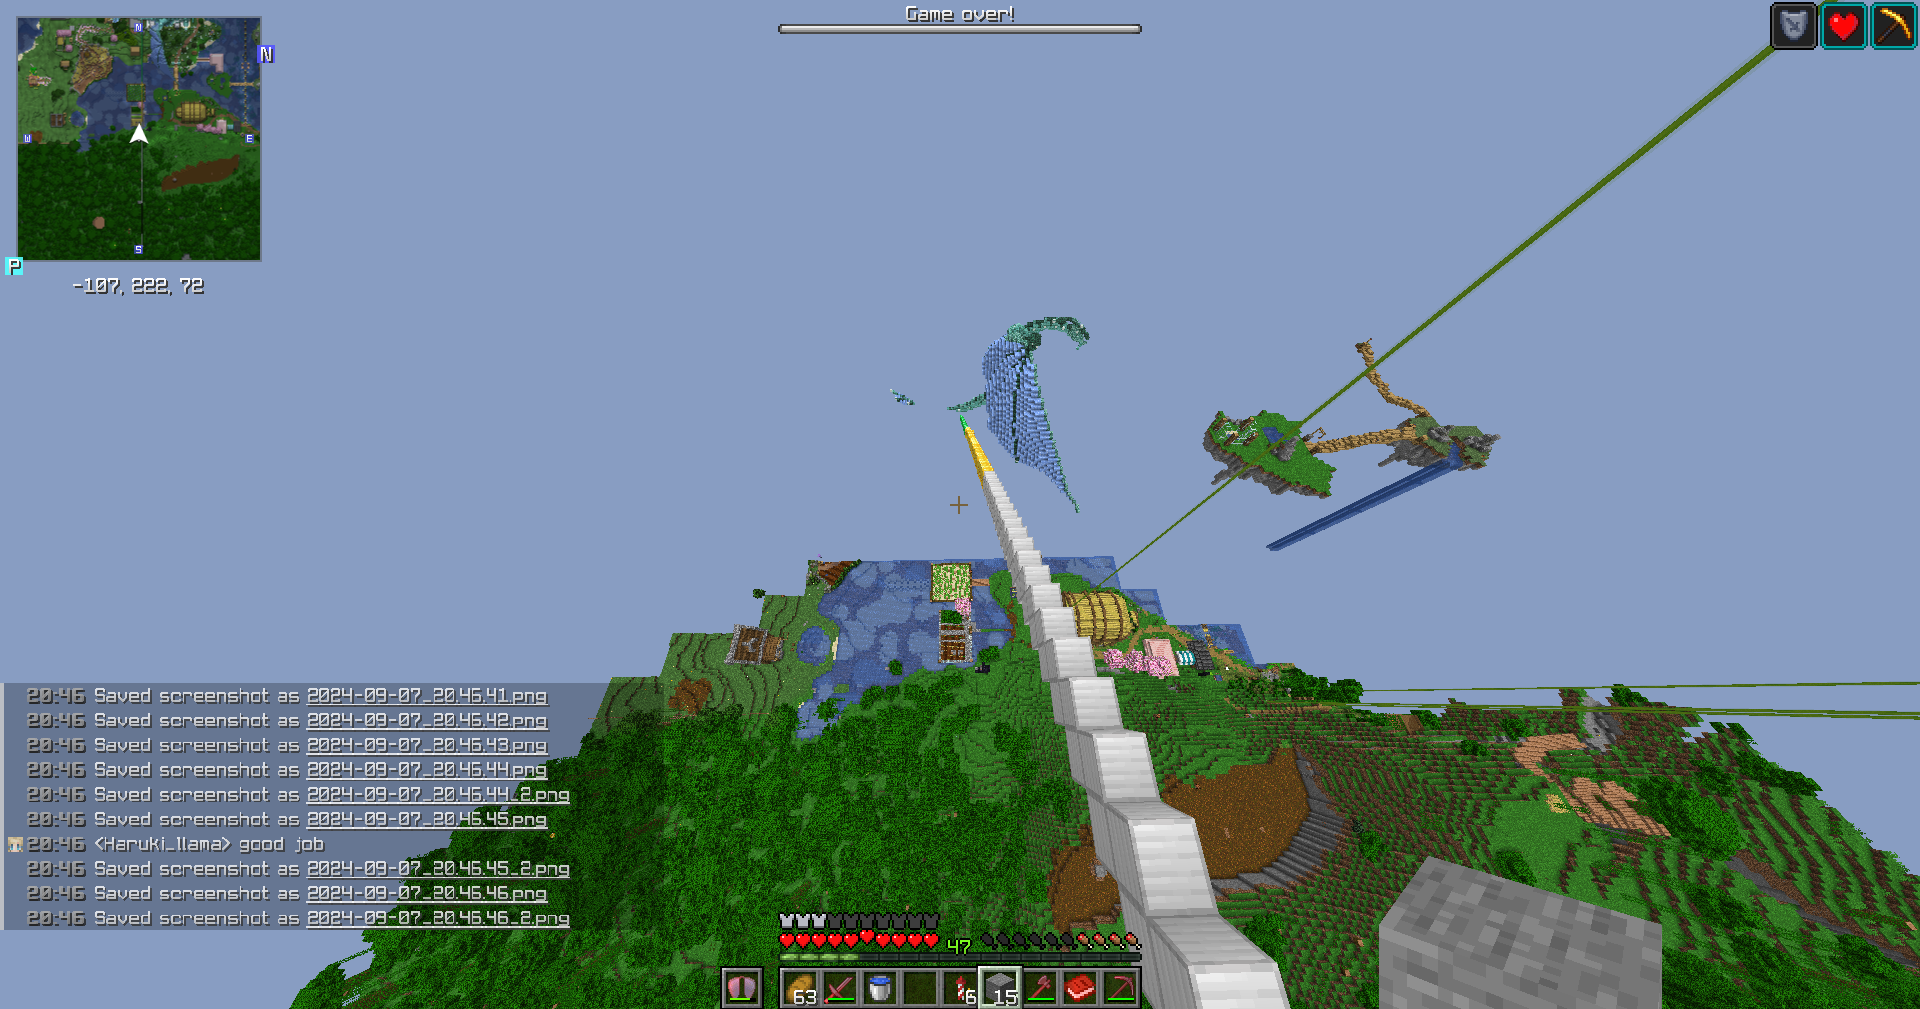 Game over!
N
N
W
E
S
P
-107, 222, 72
20:46 Saved screenshot as 2024-09-07_20.46.41.png
20:46 Saved screenshot as 2024-09-07_20.46.42.png
20:46 Saved screenshot as 2024-09-07_20.46.43.png
20:46 Saved screenshot as 2024-09-07_20.46.44.png
20:46 Saved screenshot as 2024-09-07_20.46.44_2.png
20:46 Saved screenshot as 2024-09-07_20.46.45.png
20:46 <Haruki_llama> good job
20:46 Saved screenshot as 2024-09-07_20.46.45_2.png
20:46 Saved screenshot as 2024-09-07_20.46.46.png
20:46 Saved screenshot as 2024-09-07_20.46.46_2.png
47
63 6 15